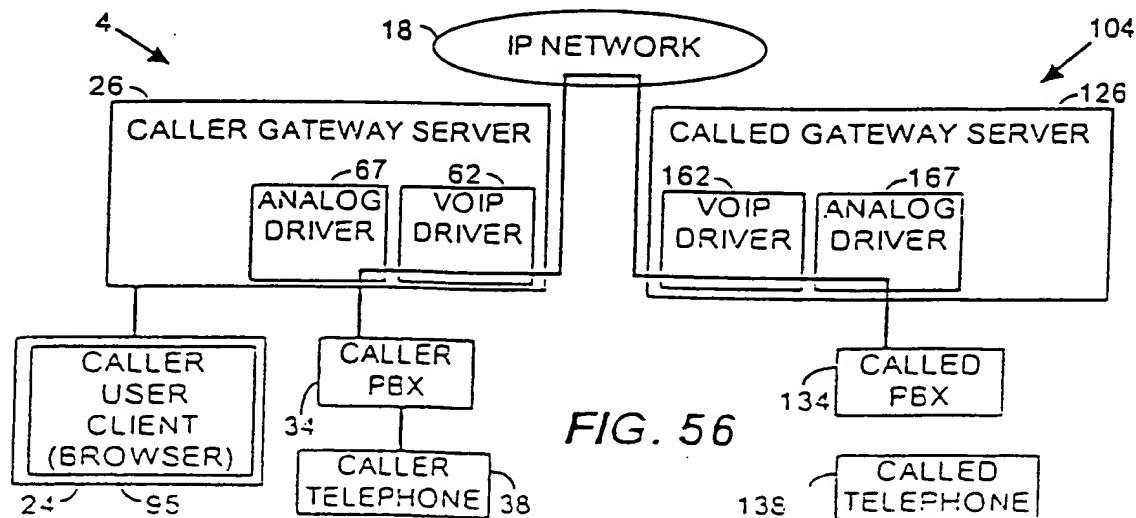 4
18
IP NETWORK
104
26
CALLER GATEWAY SERVER
67
62
ANALOG
DRIVER
VOIP
DRIVER
126
CALLED GATEWAY SERVER
162
167
VOIP
DRIVER
ANALOG
DRIVER
CALLER
USER
CLIENT
(BROWSER)
24
95
CALLER
PBX
34
CALLER
TELEPHONE
38
FIG. 56
CALLED
PBX
134
CALLED
TELEPHONE
138